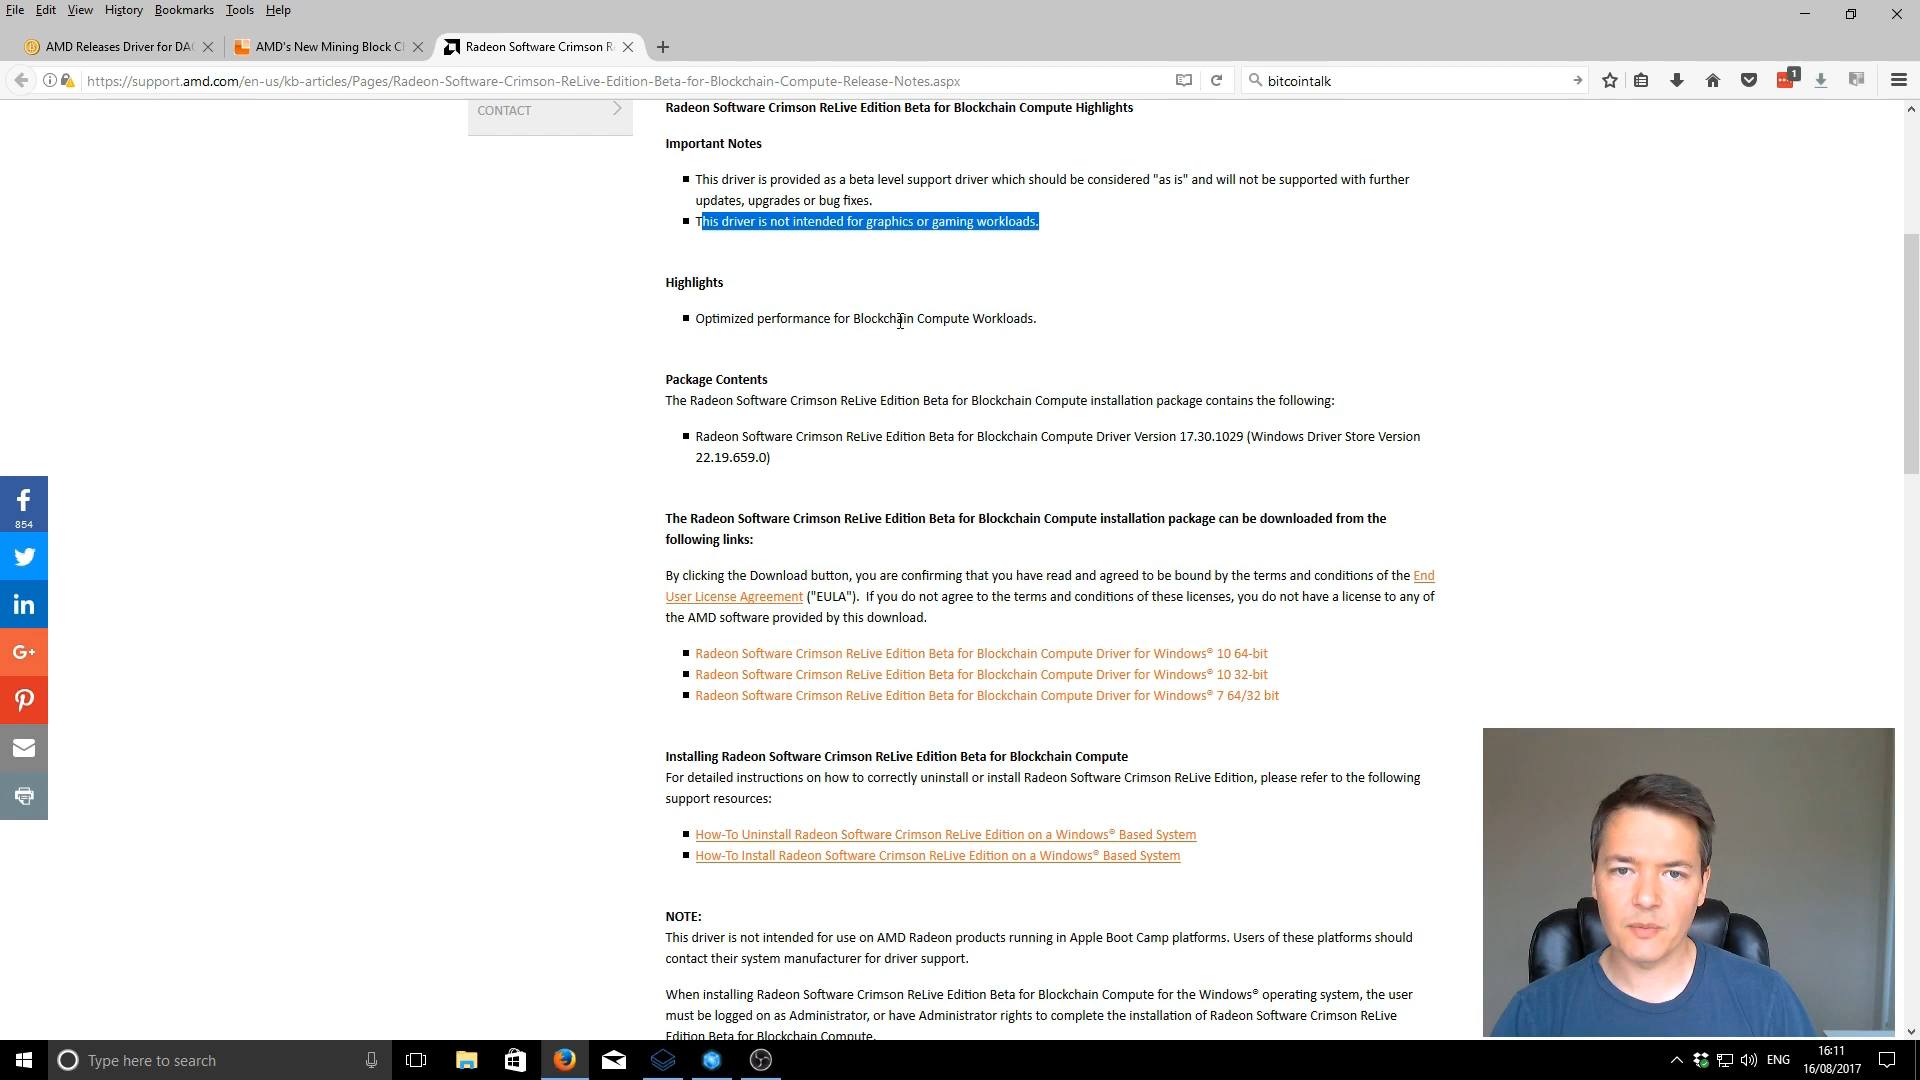 File Edit View History Bookmarks Tools Help
AMD Releases Driver for DA
AMD's New Mining Block C
Radeon Software Crimson R
https://support.amd.com/en-us/kb-articles/Pages/Radeon-Software-Crimson-ReLive-Edition-Beta-for-Blockchain-Compute-Release-Notes.aspx
bitcointalk
1
CONTACT
Radeon Software Crimson ReLive Edition Beta for Blockchain Compute Highlights
Important Notes
This driver is provided as a beta level support driver which should be considered "as is" and will not be supported with further
updates, upgrades or bug fixes.
This driver is not intended for graphics or gaming workloads.
Highlights
Optimized performance for Blockchain Compute Workloads.
Package Contents
The Radeon Software Crimson ReLive Edition Beta for Blockchain Compute installation package contains the following:
Radeon Software Crimson ReLive Edition Beta for Blockchain Compute Driver Version 17.30.1029 (Windows Driver Store Version
22.19.659.0)
The Radeon Software Crimson ReLive Edition Beta for Blockchain Compute installation package can be downloaded from the
following links:
By clicking the Download button, you are confirming that you have read and agreed to be bound by the terms and conditions of the End
User License Agreement ("EULA").  If you do not agree to the terms and conditions of these licenses, you do not have a license to any of
the AMD software provided by this download.
Radeon Software Crimson ReLive Edition Beta for Blockchain Compute Driver for Windows® 10 64-bit
Radeon Software Crimson ReLive Edition Beta for Blockchain Compute Driver for Windows® 10 32-bit
Radeon Software Crimson ReLive Edition Beta for Blockchain Compute Driver for Windows® 7 64/32 bit
Installing Radeon Software Crimson ReLive Edition Beta for Blockchain Compute
For detailed instructions on how to correctly uninstall or install Radeon Software Crimson ReLive Edition, please refer to the following
support resources:
How-To Uninstall Radeon Software Crimson ReLive Edition on a Windows® Based System
How-To Install Radeon Software Crimson ReLive Edition on a Windows® Based System
NOTE:
This driver is not intended for use on AMD Radeon products running in Apple Boot Camp platforms. Users of these platforms should
contact their system manufacturer for driver support.
When installing Radeon Software Crimson ReLive Edition Beta for Blockchain Compute for the Windows® operating system, the user
must be logged on as Administrator, or have Administrator rights to complete the installation of Radeon Software Crimson ReLive
Edition Beta for Blockchain Compute.
854
G+
Type here to search
ENG
16:11
16/08/2017